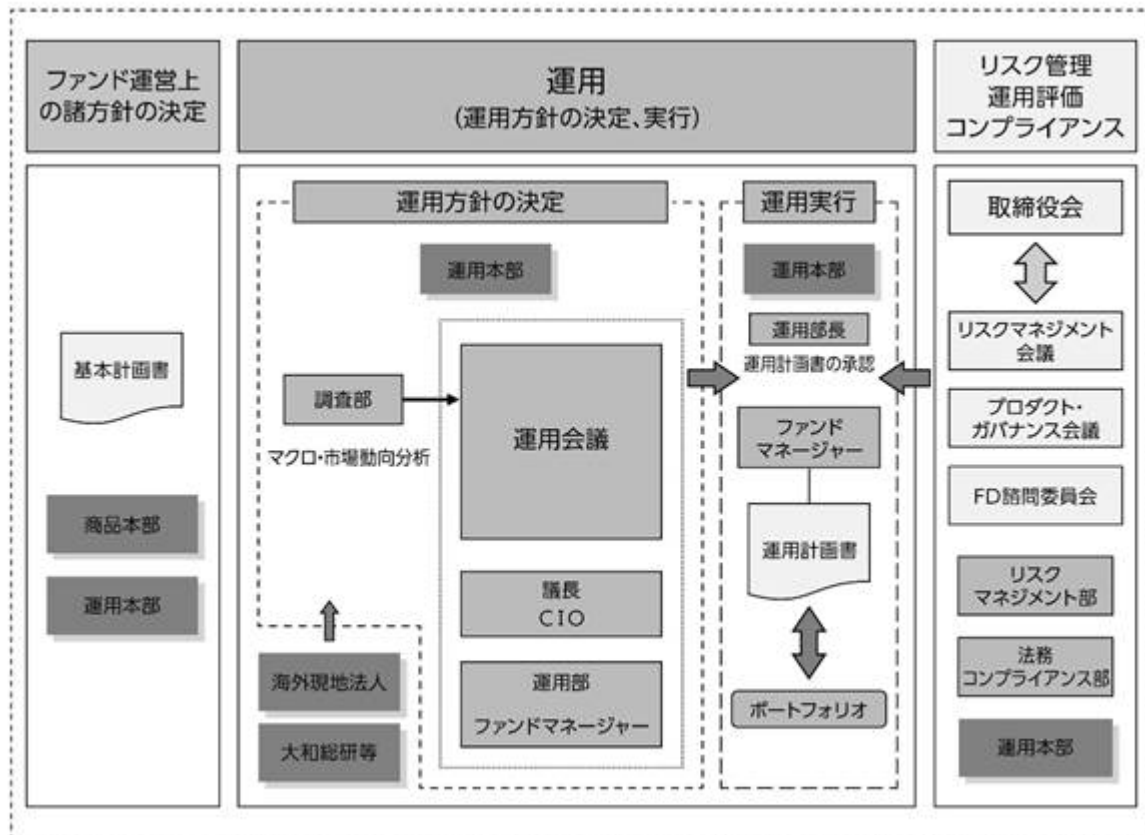 ファンド運営上
の諸方針の決定
運用
(運用方針の決定、実行)
リスク管理
運用評価
コンプライアンス
基本計画書
商品本部
運用本部
運用方針の決定
運用本部
調査部
マクロ・市場動向分析
運用会議
議長
CIO
運用部
ファンドマネージャー
海外現地法人
大和総研等
運用実行
運用本部
運用部長
運用計画書の承認
ファンド
マネージャー
運用計画書
ポートフォリオ
取締役会
リスクマネジメント
会議
プロダクト・
ガバナンス会議
FD諮問委員会
リスク
マネジメント部
法務
コンプライアンス部
運用本部